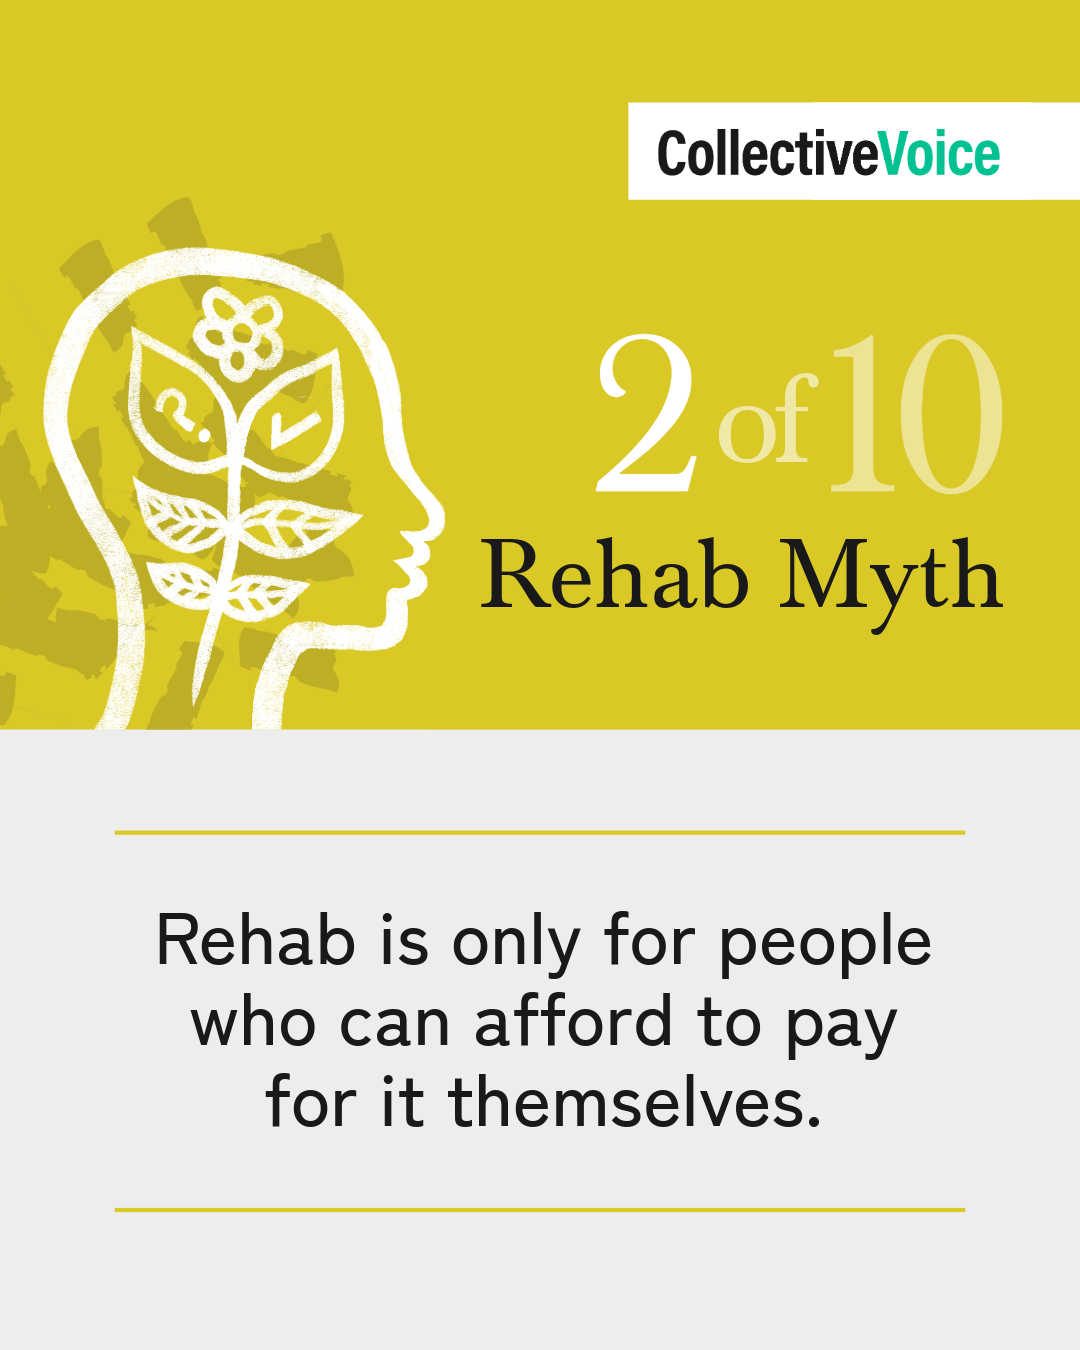 CollectiveVoice
2 of 10
Rehab Myth
Rehab is only for people
who can afford to pay
for it themselves.